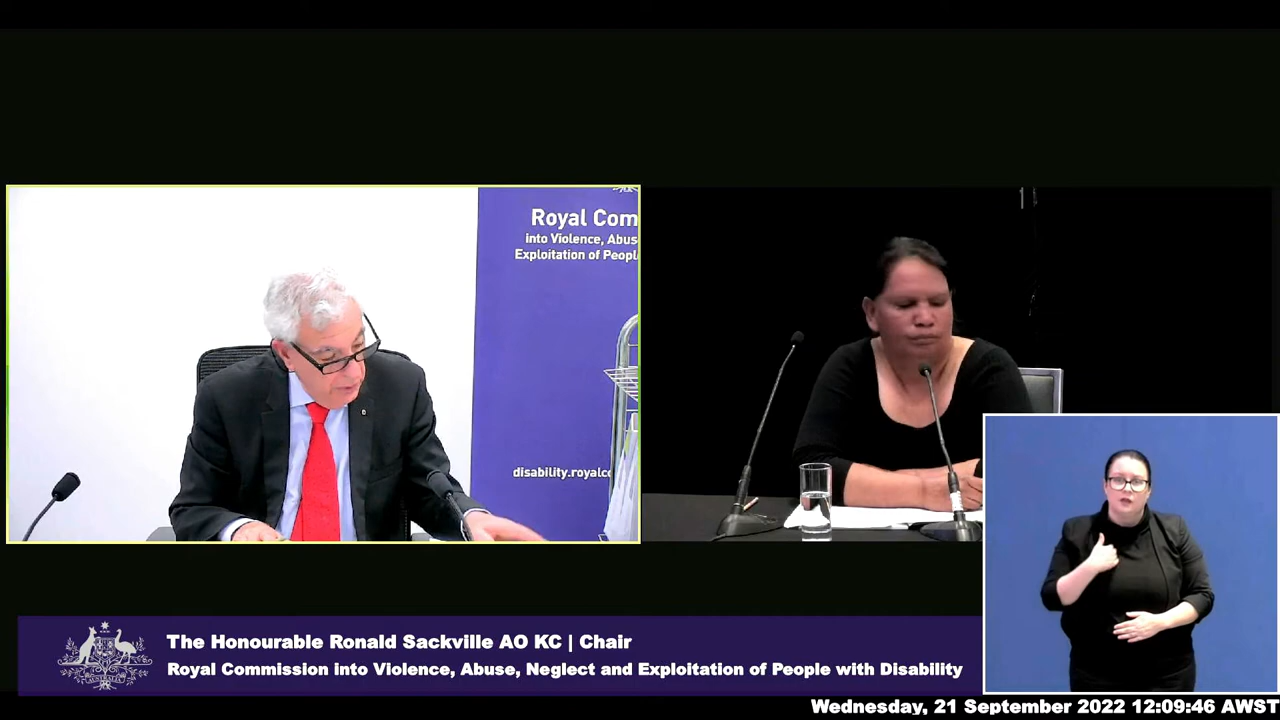 Royal Com
into Violence, Abus
Exploitation of Peopl
disability.royalco
The Honourable Ronald Sackville AO KC | Chair
Royal Commission into Violence, Abuse, Neglect and Exploitation of People with Disability
Wednesday, 21 September 2022 12:09:46 AWST